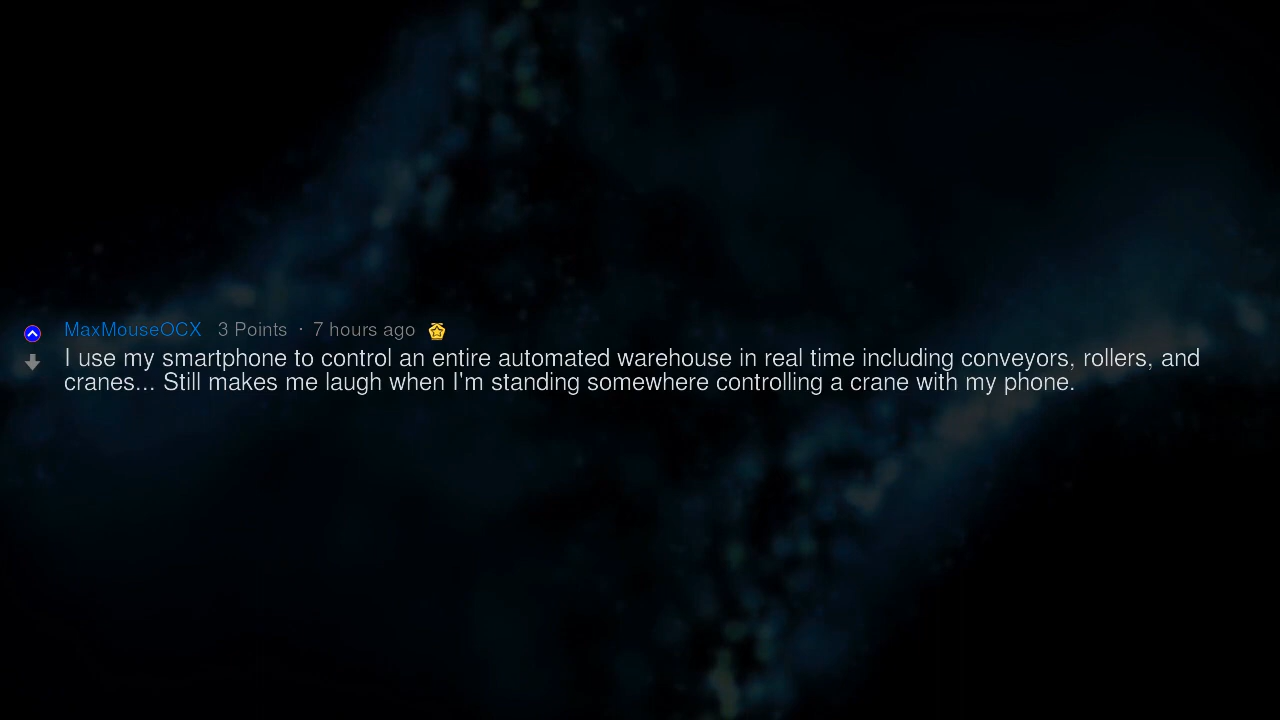 MaxMouseOCX 3 Points · 7 hours ago
I use my smartphone to control an entire automated warehouse in real time including conveyors, rollers, and
cranes... Still makes me laugh when I'm standing somewhere controlling a crane with my phone.